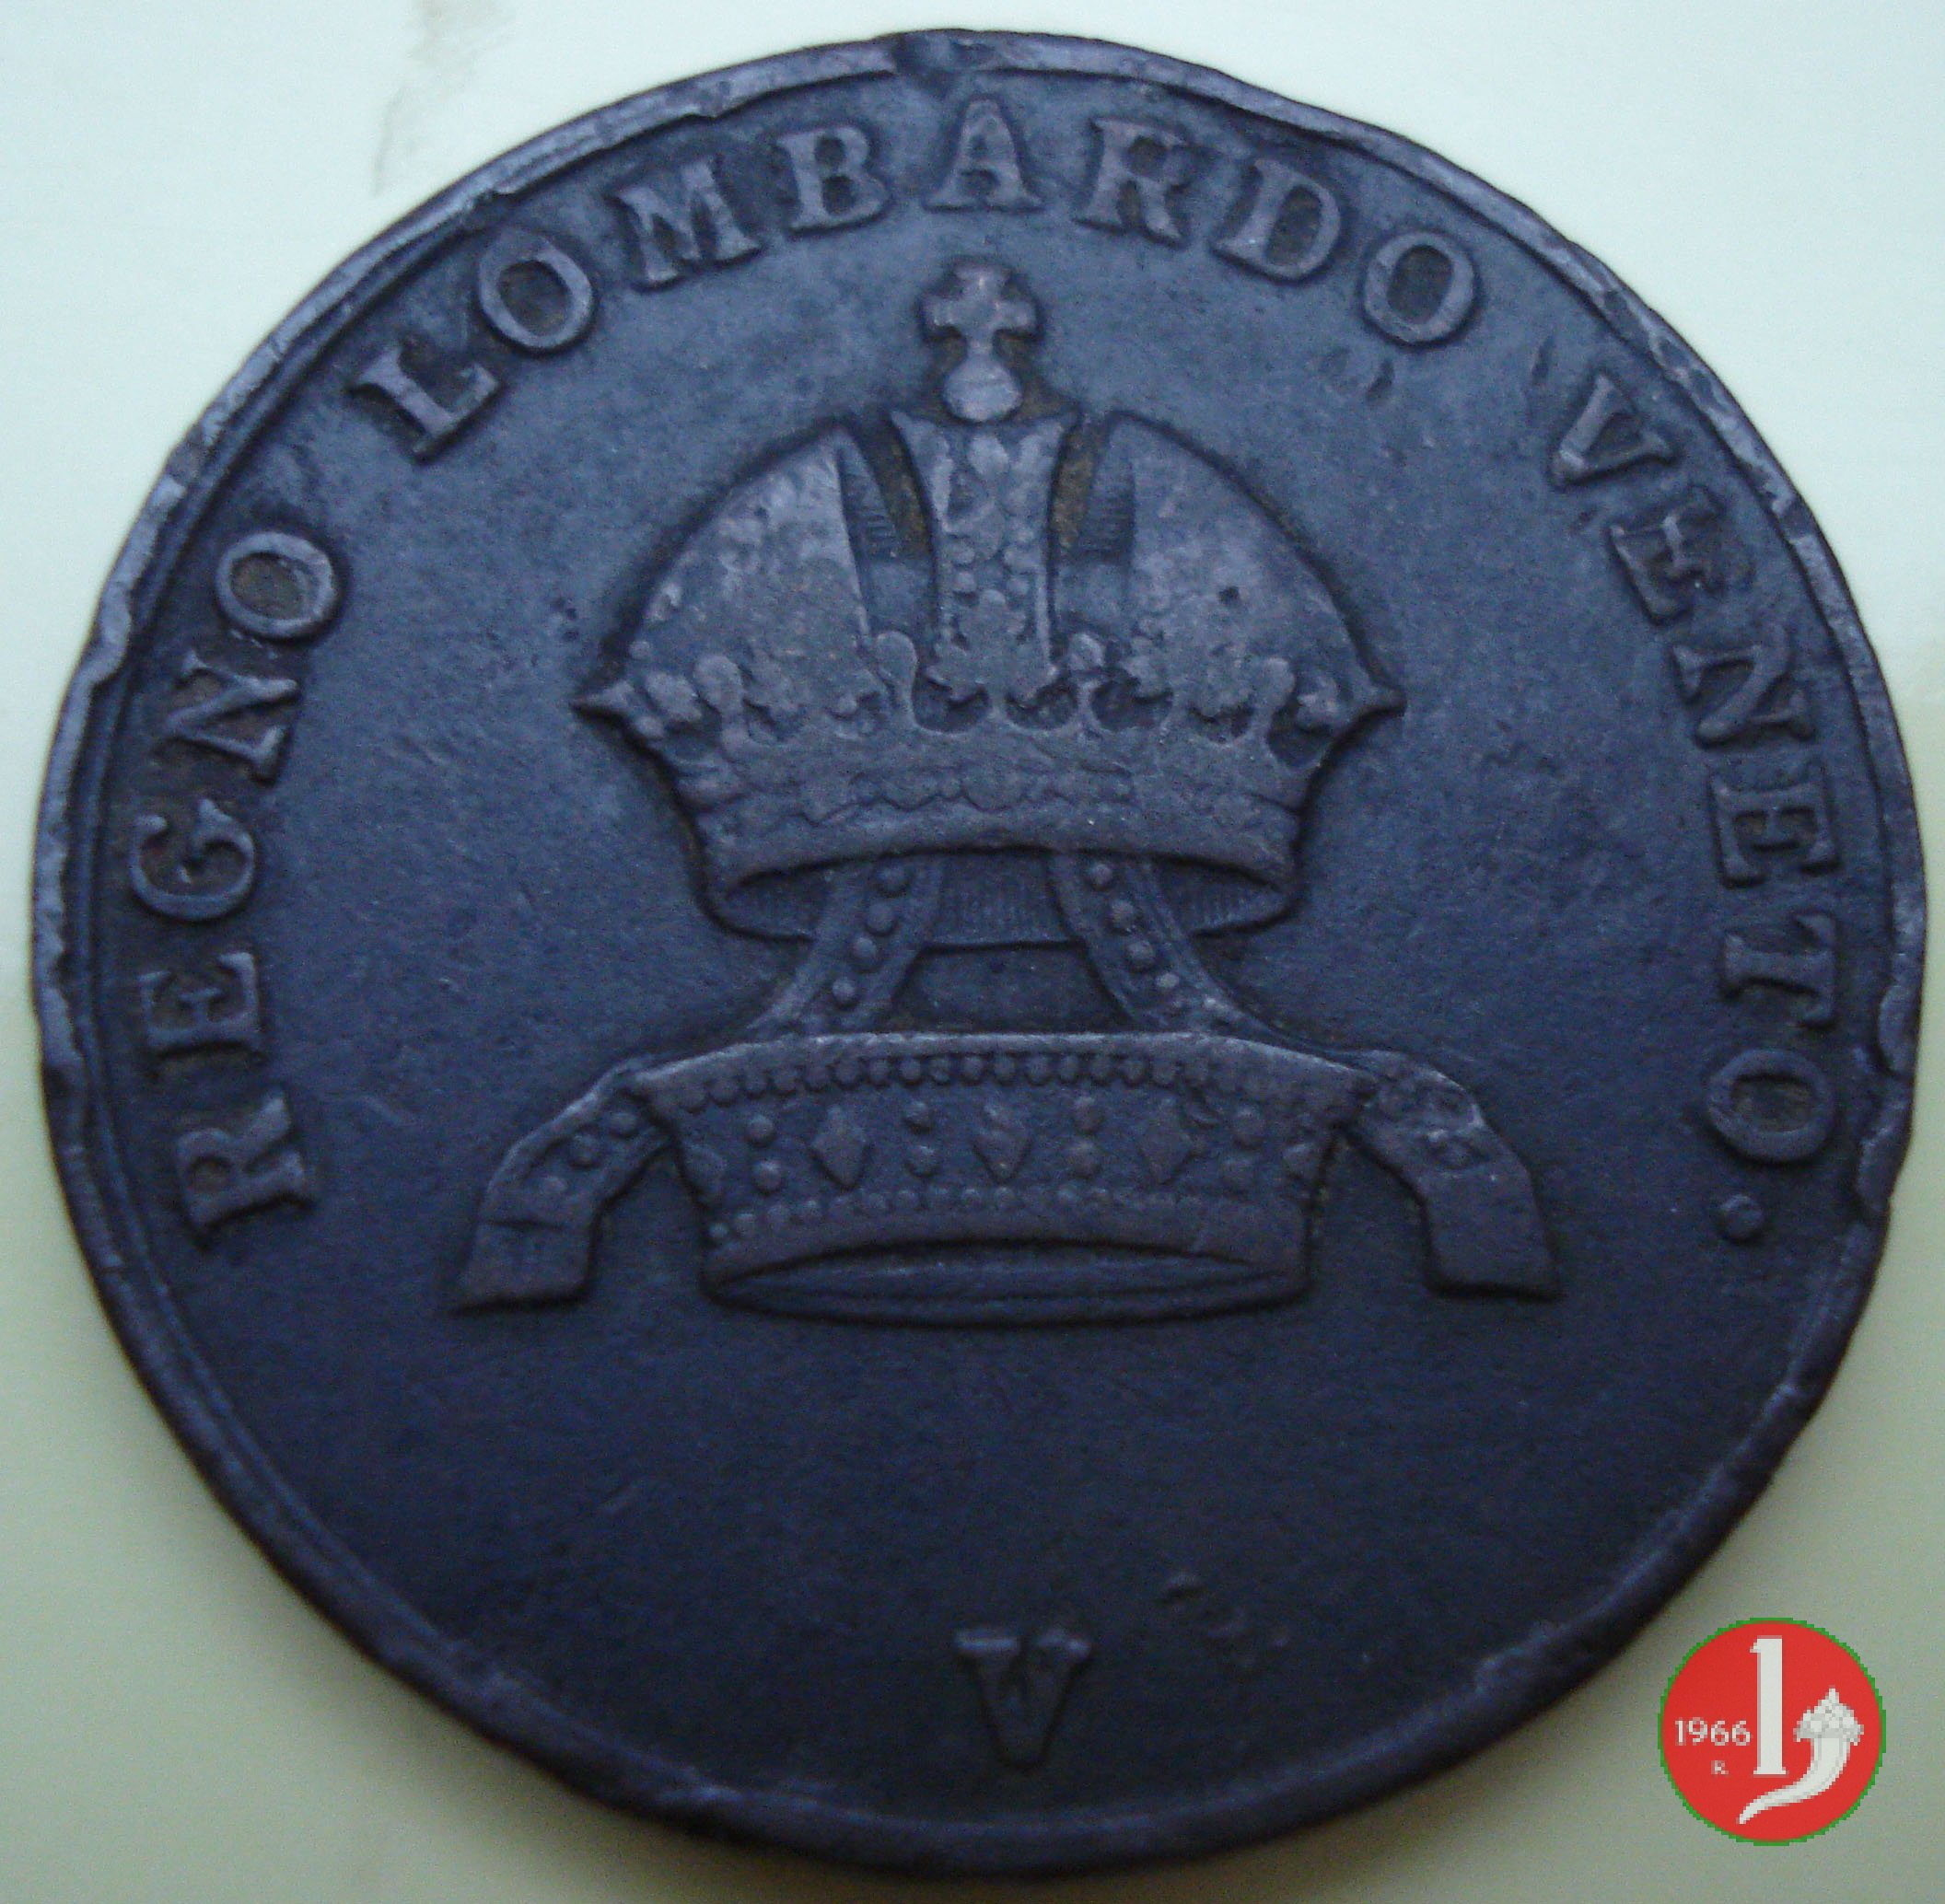 REGNO LOMBARDO VENETO.
V
1966
R